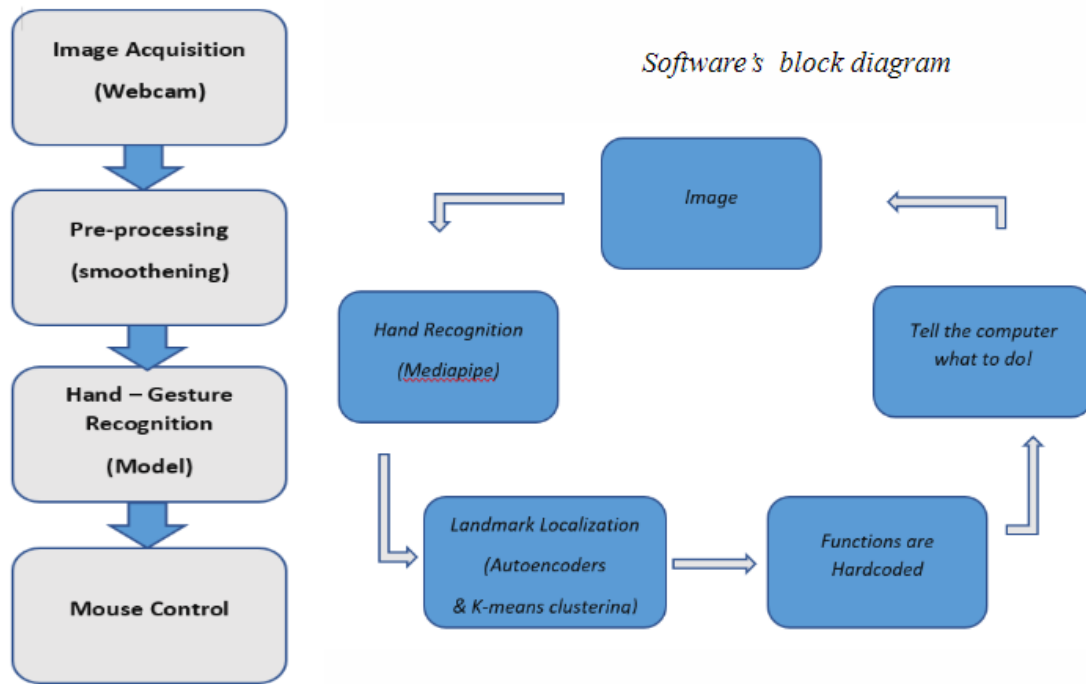 Image Acquisition
(Webcam)
Pre-processing
(smoothening)
Hand – Gesture
Recognition
(Model)
Mouse Control
Software's block diagram
Image
Hand Recognition
(Mediapipe)
Landmark Localization
(Autoencoders
& K-means clustering)
Functions are
Hardcoded
Tell the computer
what to do!